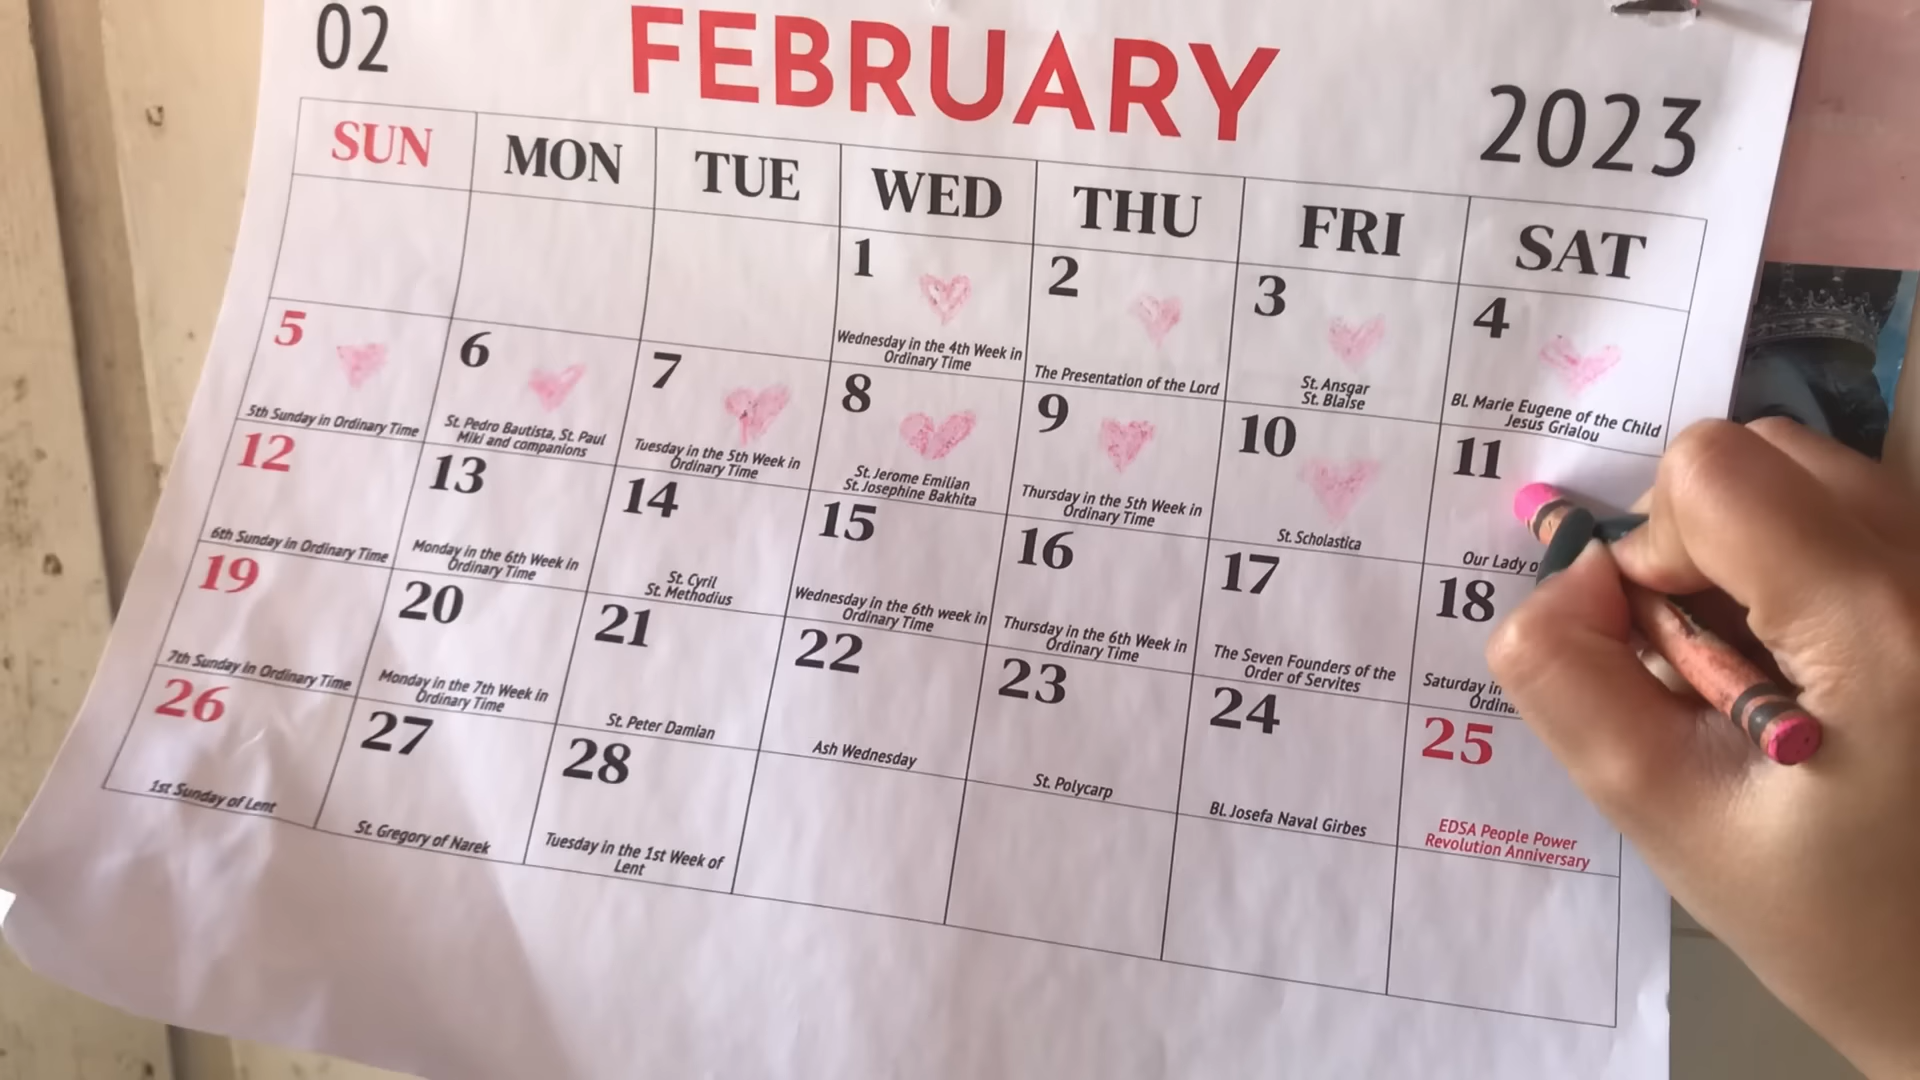 02
FEBRUARY
2023
SUN MON TUE WED THU FRI SAT
1
Wednesday in the 4th Week in
Ordinary Time
2
The Presentation of the Lord
3
St. Ansgar
St. Blaise
4
Bl. Marie Eugene of the Child
Jesus Grialou
5
5th Sunday in Ordinary Time
6
St. Pedro Bautista, St. Paul
Miki and companions
7
Tuesday in the 5th Week in
Ordinary Time
8
St. Jerome Emilian
St. Josephine Bakhita
9
Thursday in the 5th Week in
Ordinary Time
10
St. Scholastica
11
Our Lady
12
6th Sunday in Ordinary Time
13
Monday in the 6th Week in
Ordinary Time
14
St. Cyril
St. Methodius
15
Wednesday in the 6th week in
Ordinary Time
16
Thursday in the 6th Week in
Ordinary Time
17
The Seven Founders of the
Order of Servites
18
Saturday in
19
7th Sunday in Ordinary Time
20
Monday in the 7th Week in
Ordinary Time
21
St. Peter Damian
22
Ash Wednesday
23
St. Polycarp
24
Bl. Josefa Naval Girbes
25
EDSA People Power
Revolution Anniversary
26
1st Sunday of Lent
27
St. Gregory of Narek
28
Tuesday in the 1st Week of
Lent